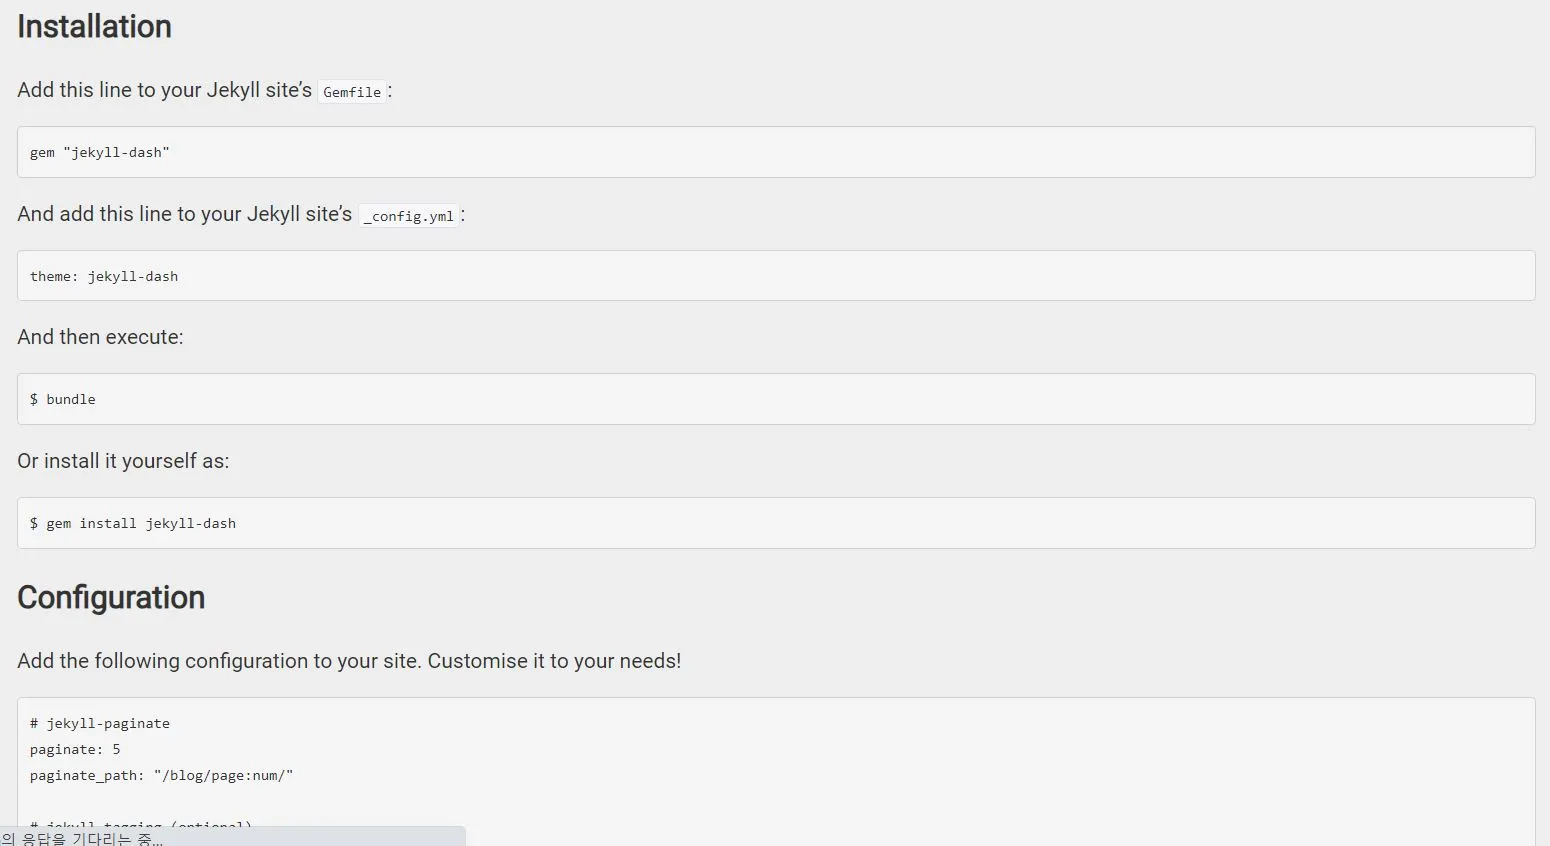 Installation
Add this line to your Jekyll site’s Gemfile:
gem "jekyll-dash"
And add this line to your Jekyll site’s _config.yml:
theme: jekyll-dash
And then execute:
$ bundle
Or install it yourself as:
$ gem install jekyll-dash
Configuration
Add the following configuration to your site. Customise it to your needs!
# jekyll-paginate
paginate: 5
paginate_path: "/blog/page:num/"
# jekyll-tagging (optional)
의 응답을 기다리는 중...